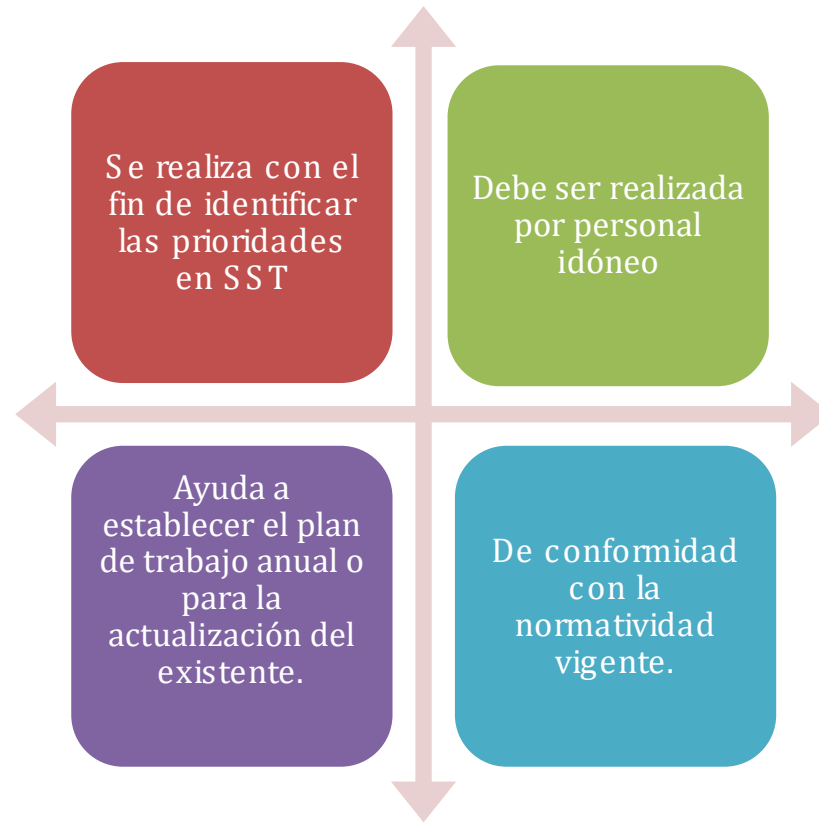 Se realiza con el
fin de identificar
las prioridades
en SST
Debe ser realizada
por personal
idóneo
Ayuda a
establecer el plan
de trabajo anual o
para la
actualización del
existente.
De conformidad
con la
normatividad
vigente.